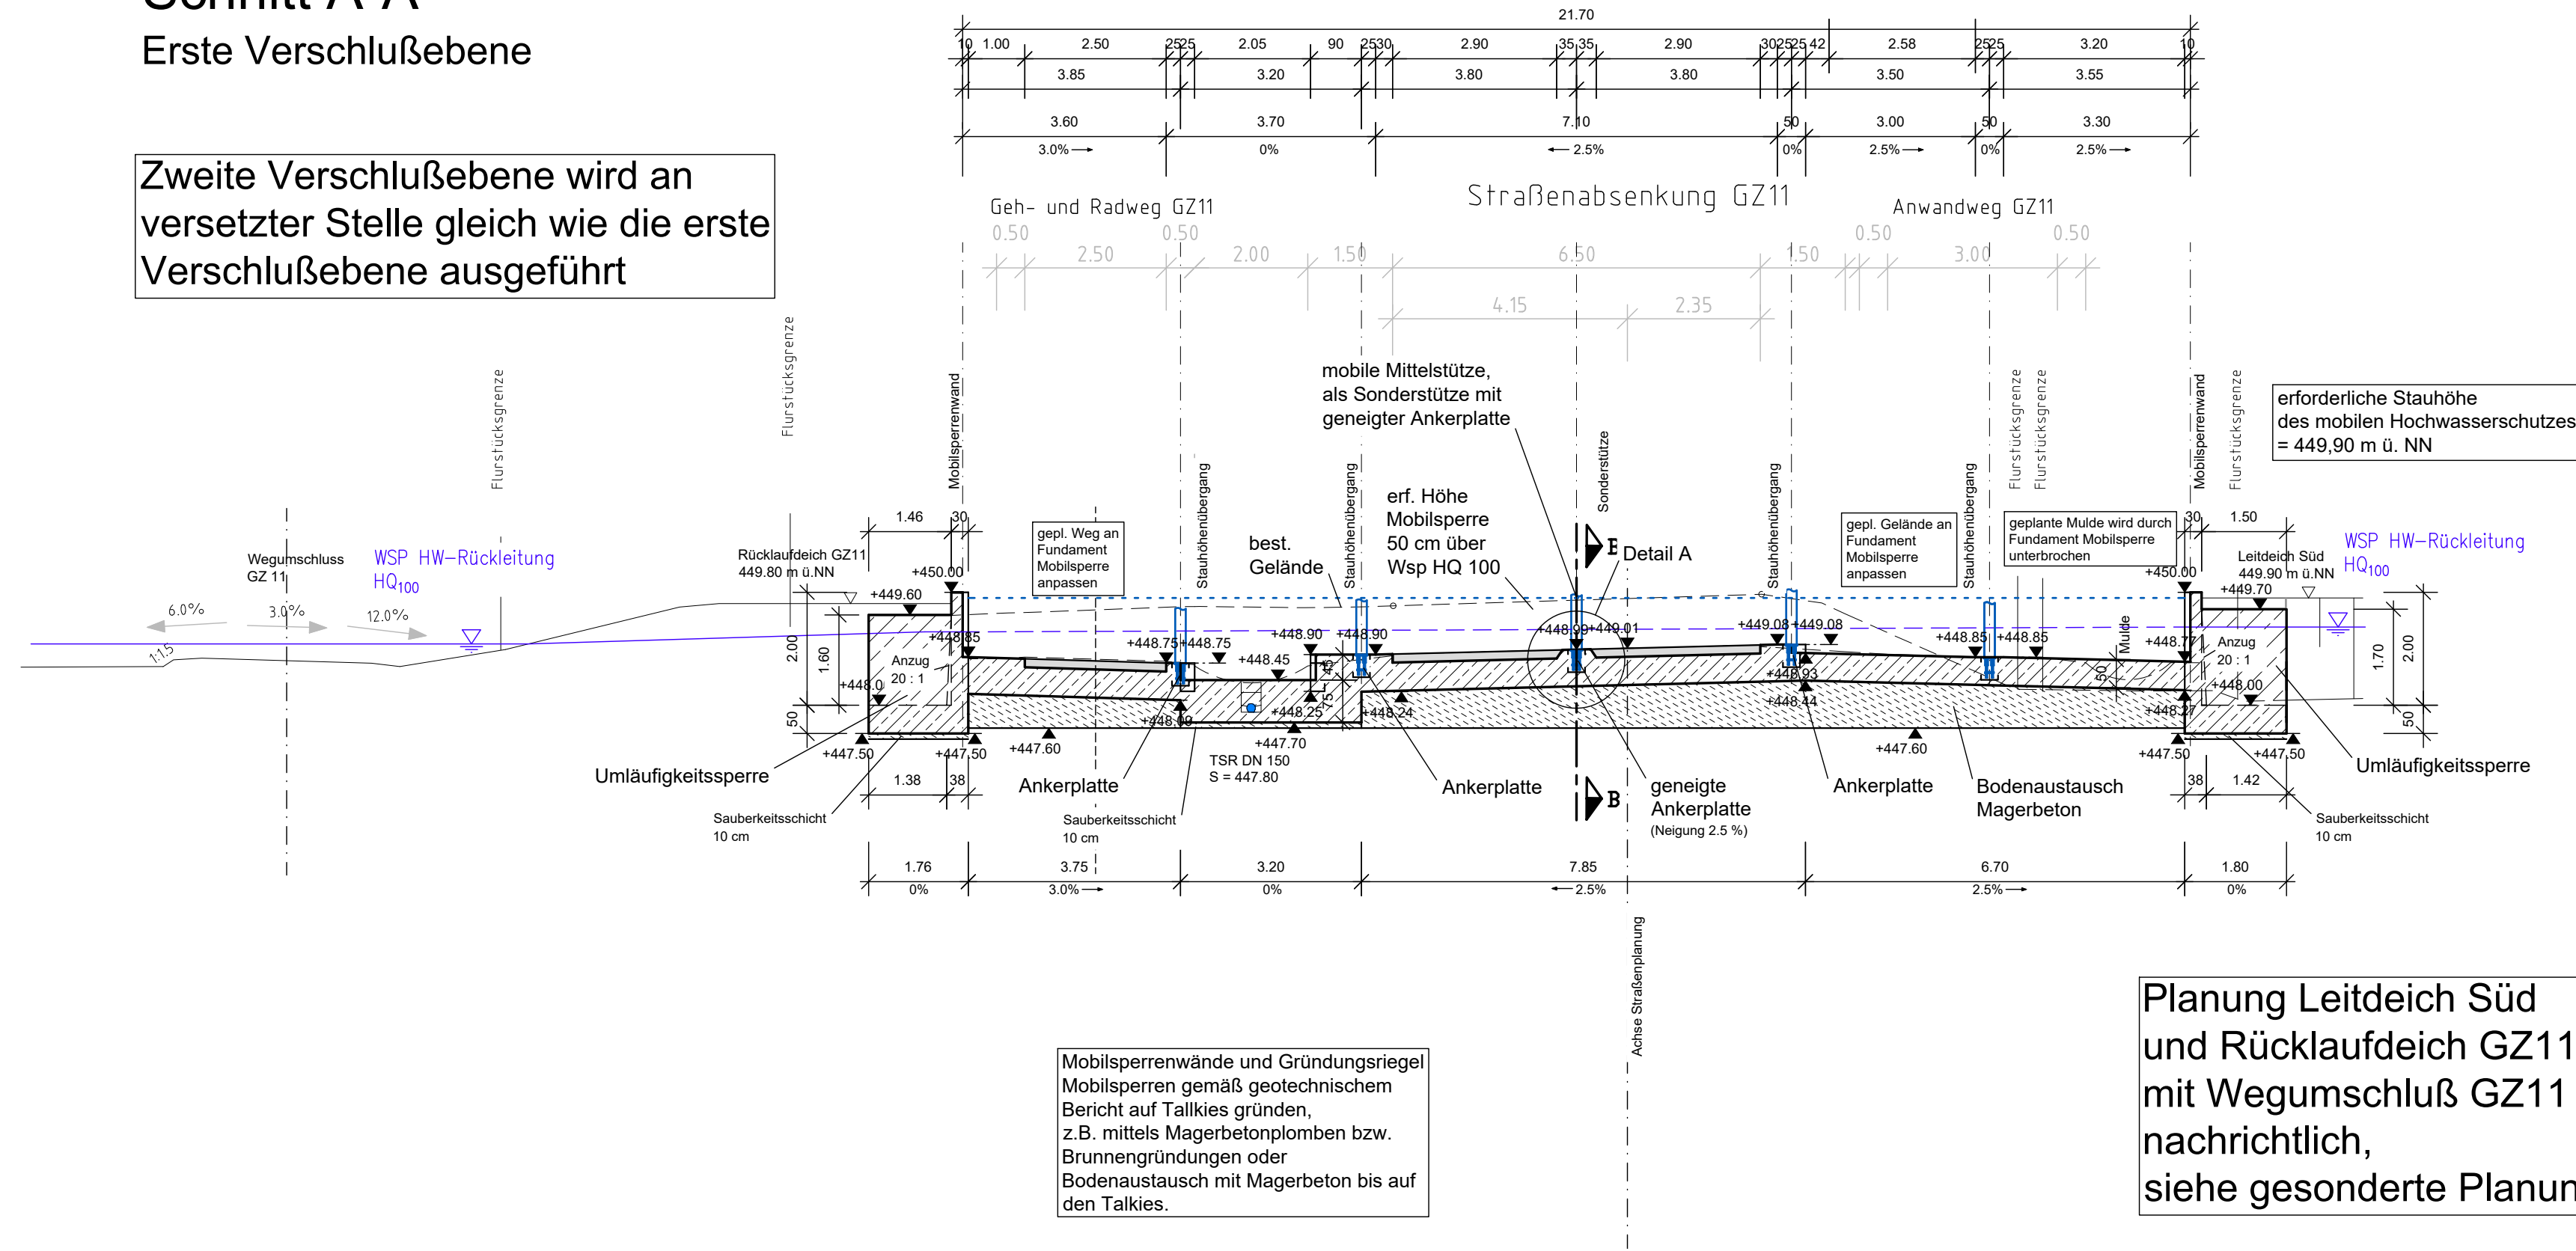 Schnitt A-A
Erste Verschlußebene
Zweite Verschlußebene wird an
versetzter Stelle gleich wie die erste
Verschlußebene ausgeführt
21.70
10 1.00 2.50 25 25 2.05 90 25 30 2.90 35 35 2.90 30 25 25 42 2.58 25 25 3.20 10
3.85 3.20 3.80 3.80 3.50 3.55
3.60 3.70 7.10 50 3.00 50 3.30
3.0% 0% 2.5% 0% 2.5% 0% 2.5%
Straßenabsenkung GZ11
Geh- und Radweg GZ11
Anwandweg GZ11
0.50 0.50 0.50 0.50
2.50 2.00 1.50 6.50 1.50 3.00
4.15 2.35
Flurstücksgrenze
Flurstücksgrenze
Mobilsperrenwand
Stauhöhenübergang
Stauhöhenübergang
Sonderstütze
Stauhöhenübergang
Stauhöhenübergang
Flurstücksgrenze
Flurstücksgrenze
Mobilsperrenwand
Flurstücksgrenze
mobile Mittelstütze,
als Sonderstütze mit
geneigter Ankerplatte
erforderliche Stauhöhe
des mobilen Hochwasserschutzes
= 449,90 m ü. NN
erf. Höhe
Mobilsperre
50 cm über
Wsp HQ 100
best.
Gelände
Detail A
gepl. Weg an
Fundament
Mobilsperre
anpassen
gepl. Gelände an
Fundament
Mobilsperre
anpassen
geplante Mulde wird durch
Fundament Mobilsperre
unterbrochen
Wegumschluss
GZ 11
WSP HW-Rückleitung
HQ100
6.0% 3.0% 12.0%
1:1.5
Rücklaufdeich GZ11
449.80 m ü.NN
1.46 30
+450.00
+449.60
2.00
1.60
50
Anzug
20 : 1
+448.0
+448.85
+448.75 +448.75
+448.45
+448.90 +448.90
45
75
+448.99 +449.01
+449.08 +449.08
+448.93
+448.44
+448.85 +448.85
50
Mulde
+448.77
+448.27
+448.09
+448.25
+448.24
+447.50 +447.50
+447.60
+447.70
TSR DN 150
S = 447.80
+447.60
+447.50 +447.50
30 1.50
+450.00
Leitdeich Süd
449.90 m ü.NN
+449.70
Anzug
20 : 1
+448.00
1.70
2.00
50
WSP HW-Rückleitung
HQ100
B
Umläufigkeitssperre
1.38 38
Sauberkeitsschicht
10 cm
Ankerplatte
Sauberkeitsschicht
10 cm
Ankerplatte
geneigte
Ankerplatte
(Neigung 2.5 %)
Ankerplatte
Bodenaustausch
Magerbeton
38 1.42
Umläufigkeitssperre
Sauberkeitsschicht
10 cm
1.76 3.75 3.20 7.85 6.70 1.80
0% 3.0% 0% 2.5% 2.5% 0%
Achse Straßenplanung
Mobilsperrenwände und Gründungsriegel
Mobilsperren gemäß geotechnischem
Bericht auf Tallkies gründen,
z.B. mittels Magerbetonplomben bzw.
Brunnengründungen oder
Bodenaustausch mit Magerbeton bis auf
den Talkies.
Planung Leitdeich Süd
und Rücklaufdeich GZ11
mit Wegumschluß GZ11
nachrichtlich,
siehe gesonderte Planun